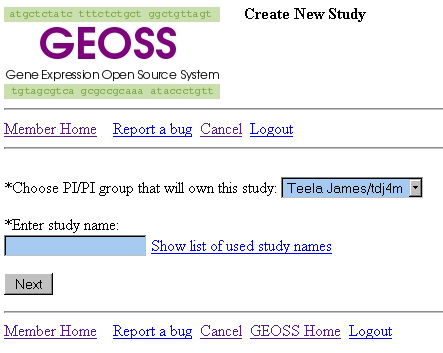 atgctctatc tttctctgct ggctgttagt
Create New Study
GEOSS
Gene Expression Open Source System
tgtagcgtca gcgccgcaaa ataccctgtt
Member Home Report a bug Cancel Logout
*Choose PI/PI group that will own this study: Teela James/tdj4m
*Enter study name:
Show list of used study names
Next
Member Home Report a bug Cancel GEOSS Home Logout